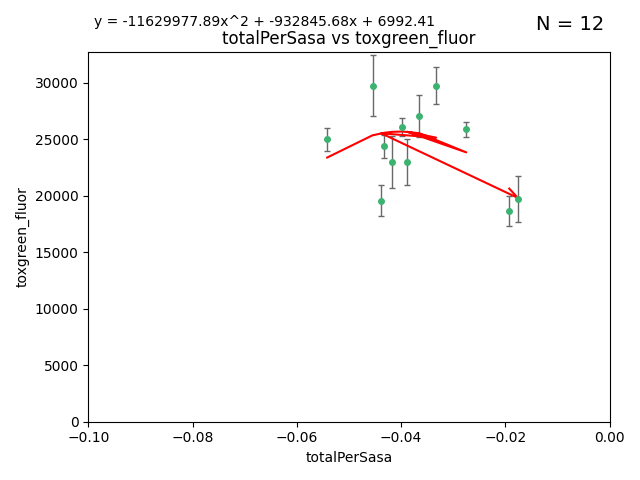 y = -11629977.89x^2 + -932845.68x + 6992.41
N = 12
totalPerSasa vs toxgreen_fluor
30000
25000
20000
15000
10000
5000
0
toxgreen_fluor
−0.10
−0.08
−0.06
−0.04
−0.02
0.00
totalPerSasa